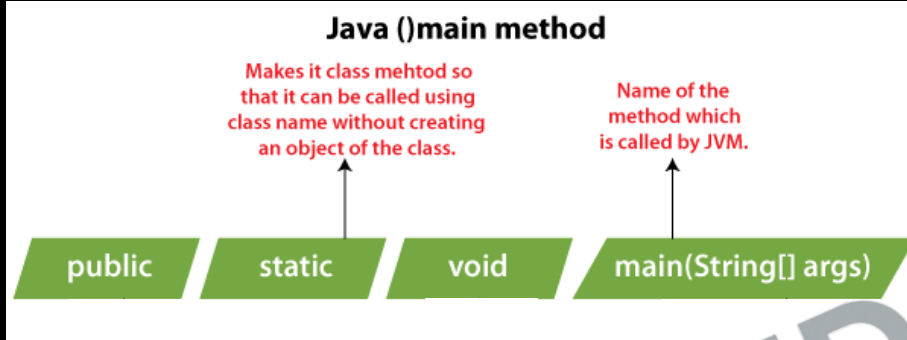 Java ()main method
Makes it class mehtod so
that it can be called using
class name without creating
an object of the class.
Name of the
method which
is called by JVM.
public
static
void
main(String[] args)